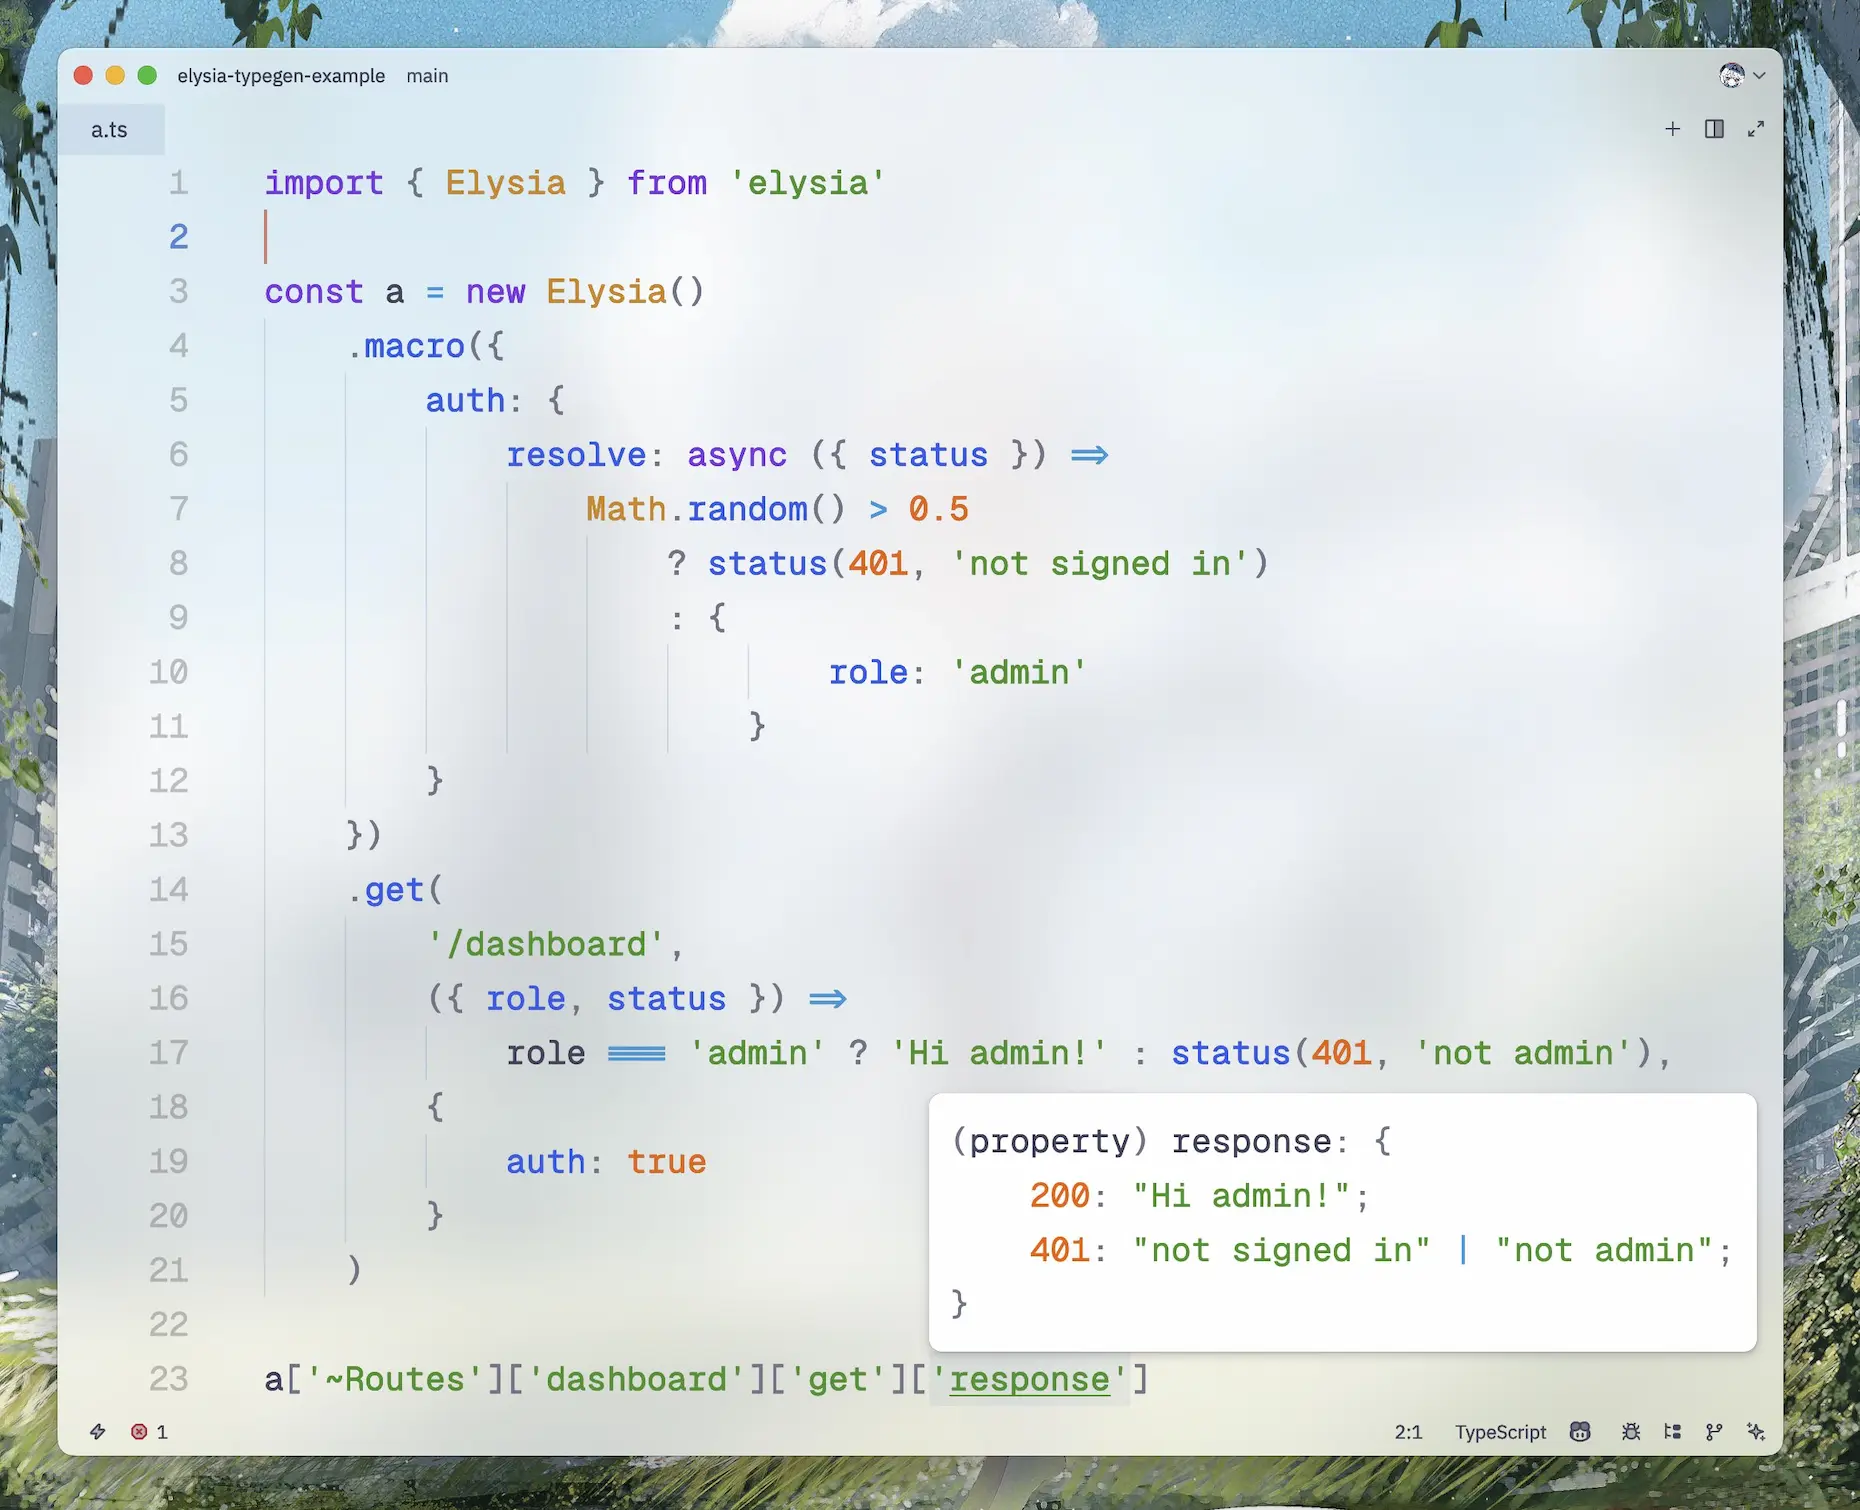 elysia-typegen-example main
a.ts
1 import { Elysia } from 'elysia'
2
3 const a = new Elysia()
4     .macro({
5         auth: {
6             resolve: async ({ status }) =>
7                 Math.random() > 0.5
8                     ? status(401, 'not signed in')
9                     : {
10                             role: 'admin'
11                         }
12         }
13     })
14     .get(
15         '/dashboard',
16         ({ role, status }) =>
17             role === 'admin' ? 'Hi admin!' : status(401, 'not admin'),
18         {
19             auth: true
20         }
21     )
22
23 a['~Routes']['dashboard']['get']['response']
(property) response: {
    200: "Hi admin!";
    401: "not signed in" | "not admin";
}
1 2:1 TypeScript